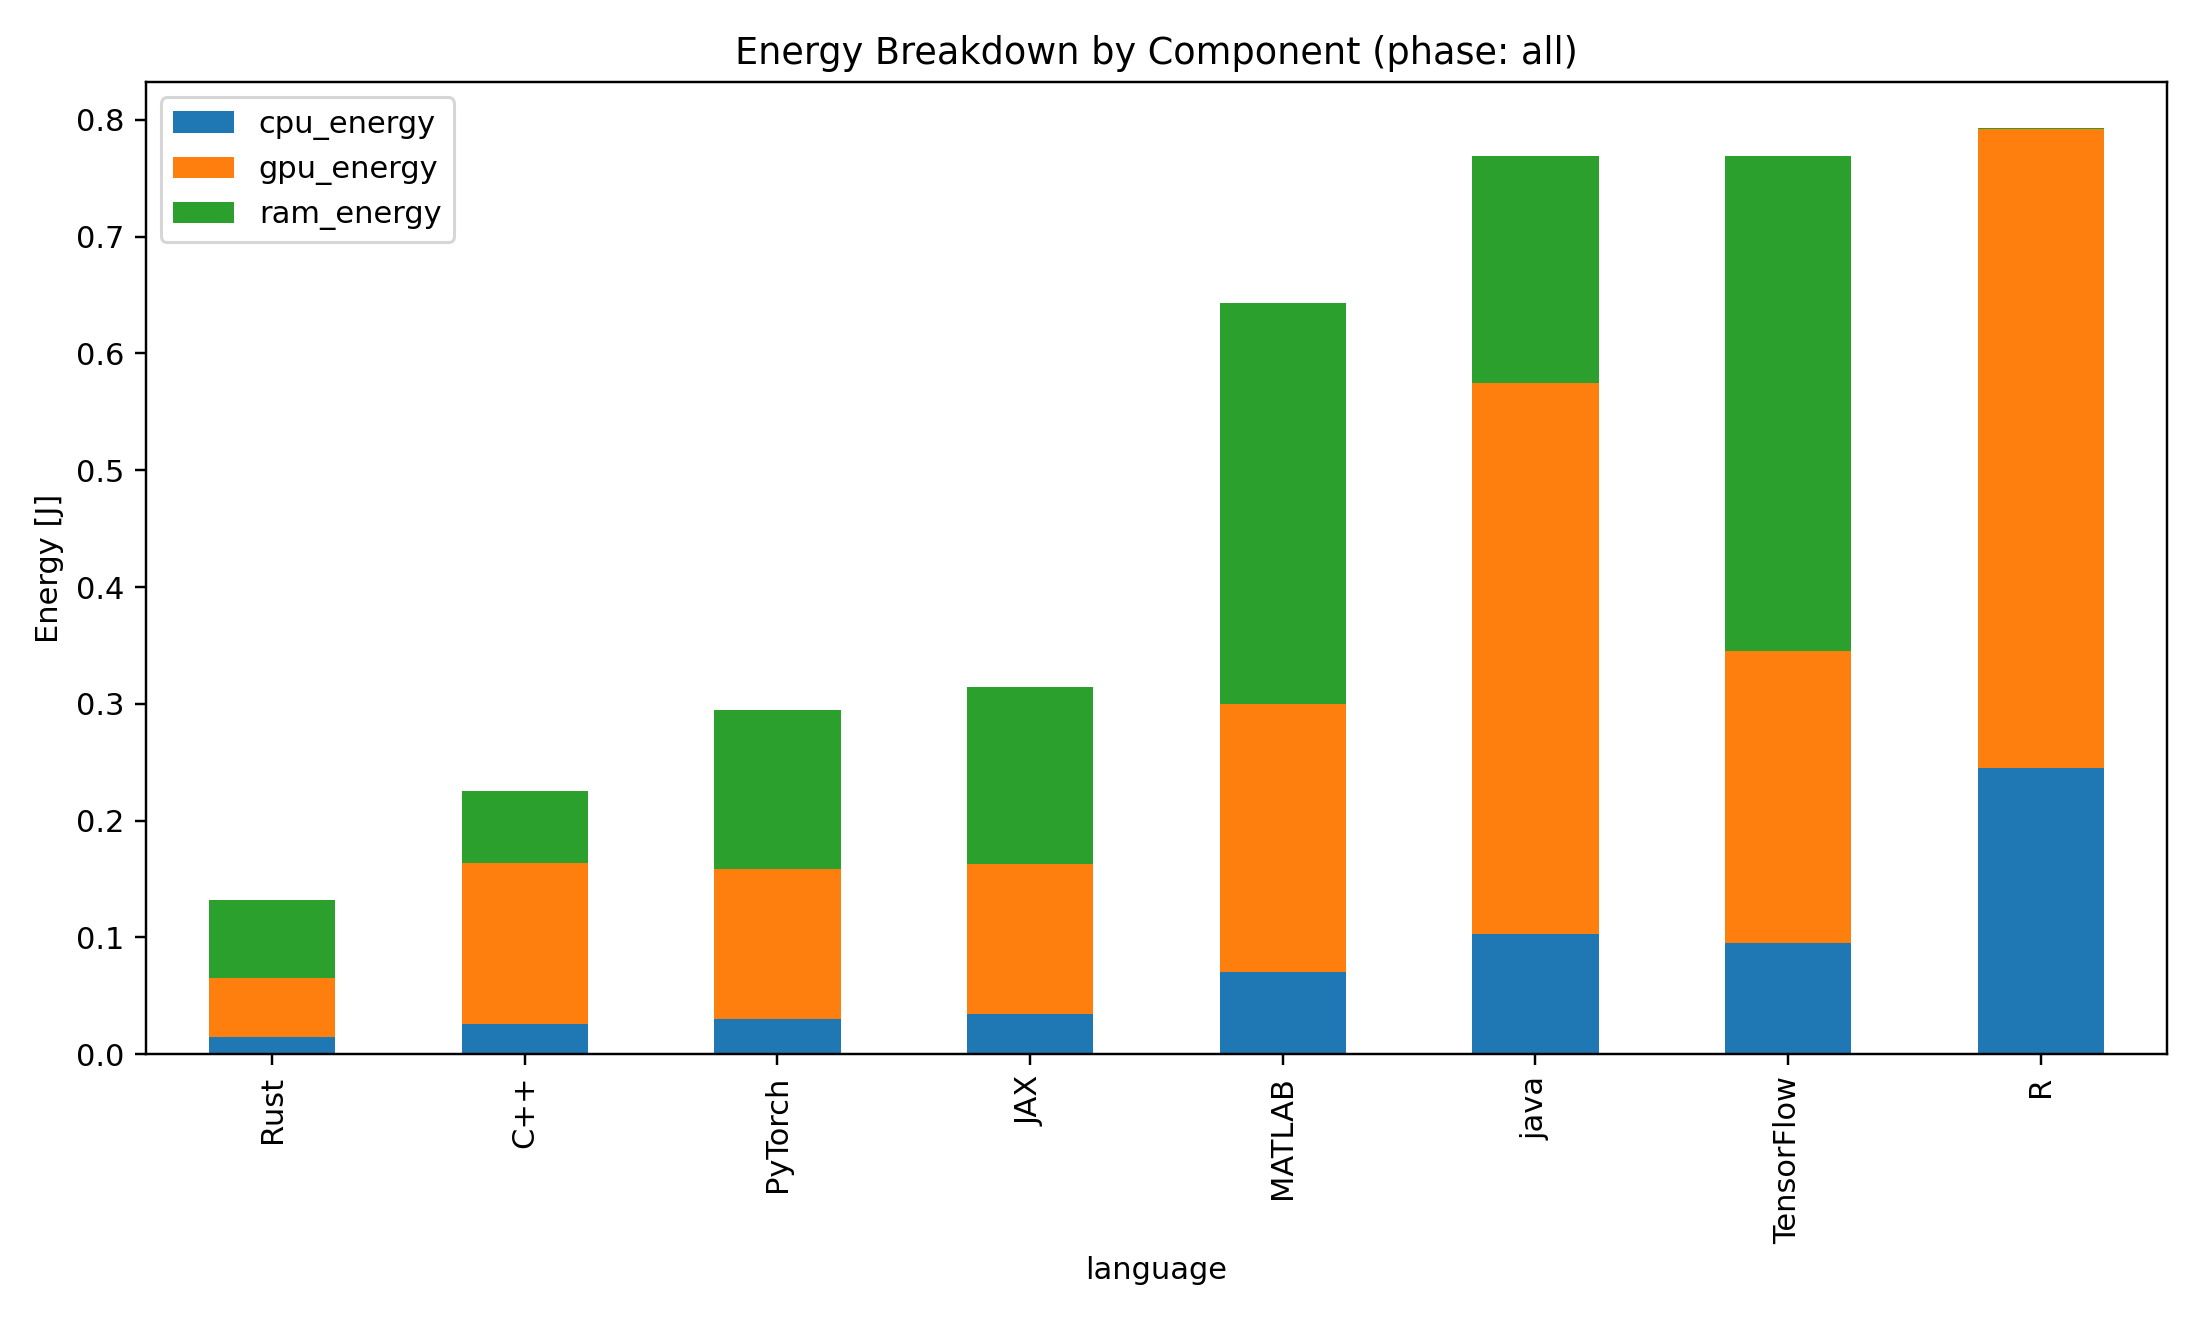 Energy Breakdown by Component (phase: all)
cpu_energy
gpu_energy
ram_energy
Energy [J]
0.8
0.7
0.6
0.5
0.4
0.3
0.2
0.1
0.0
Rust
C++
PyTorch
JAX
MATLAB
java
TensorFlow
R
language